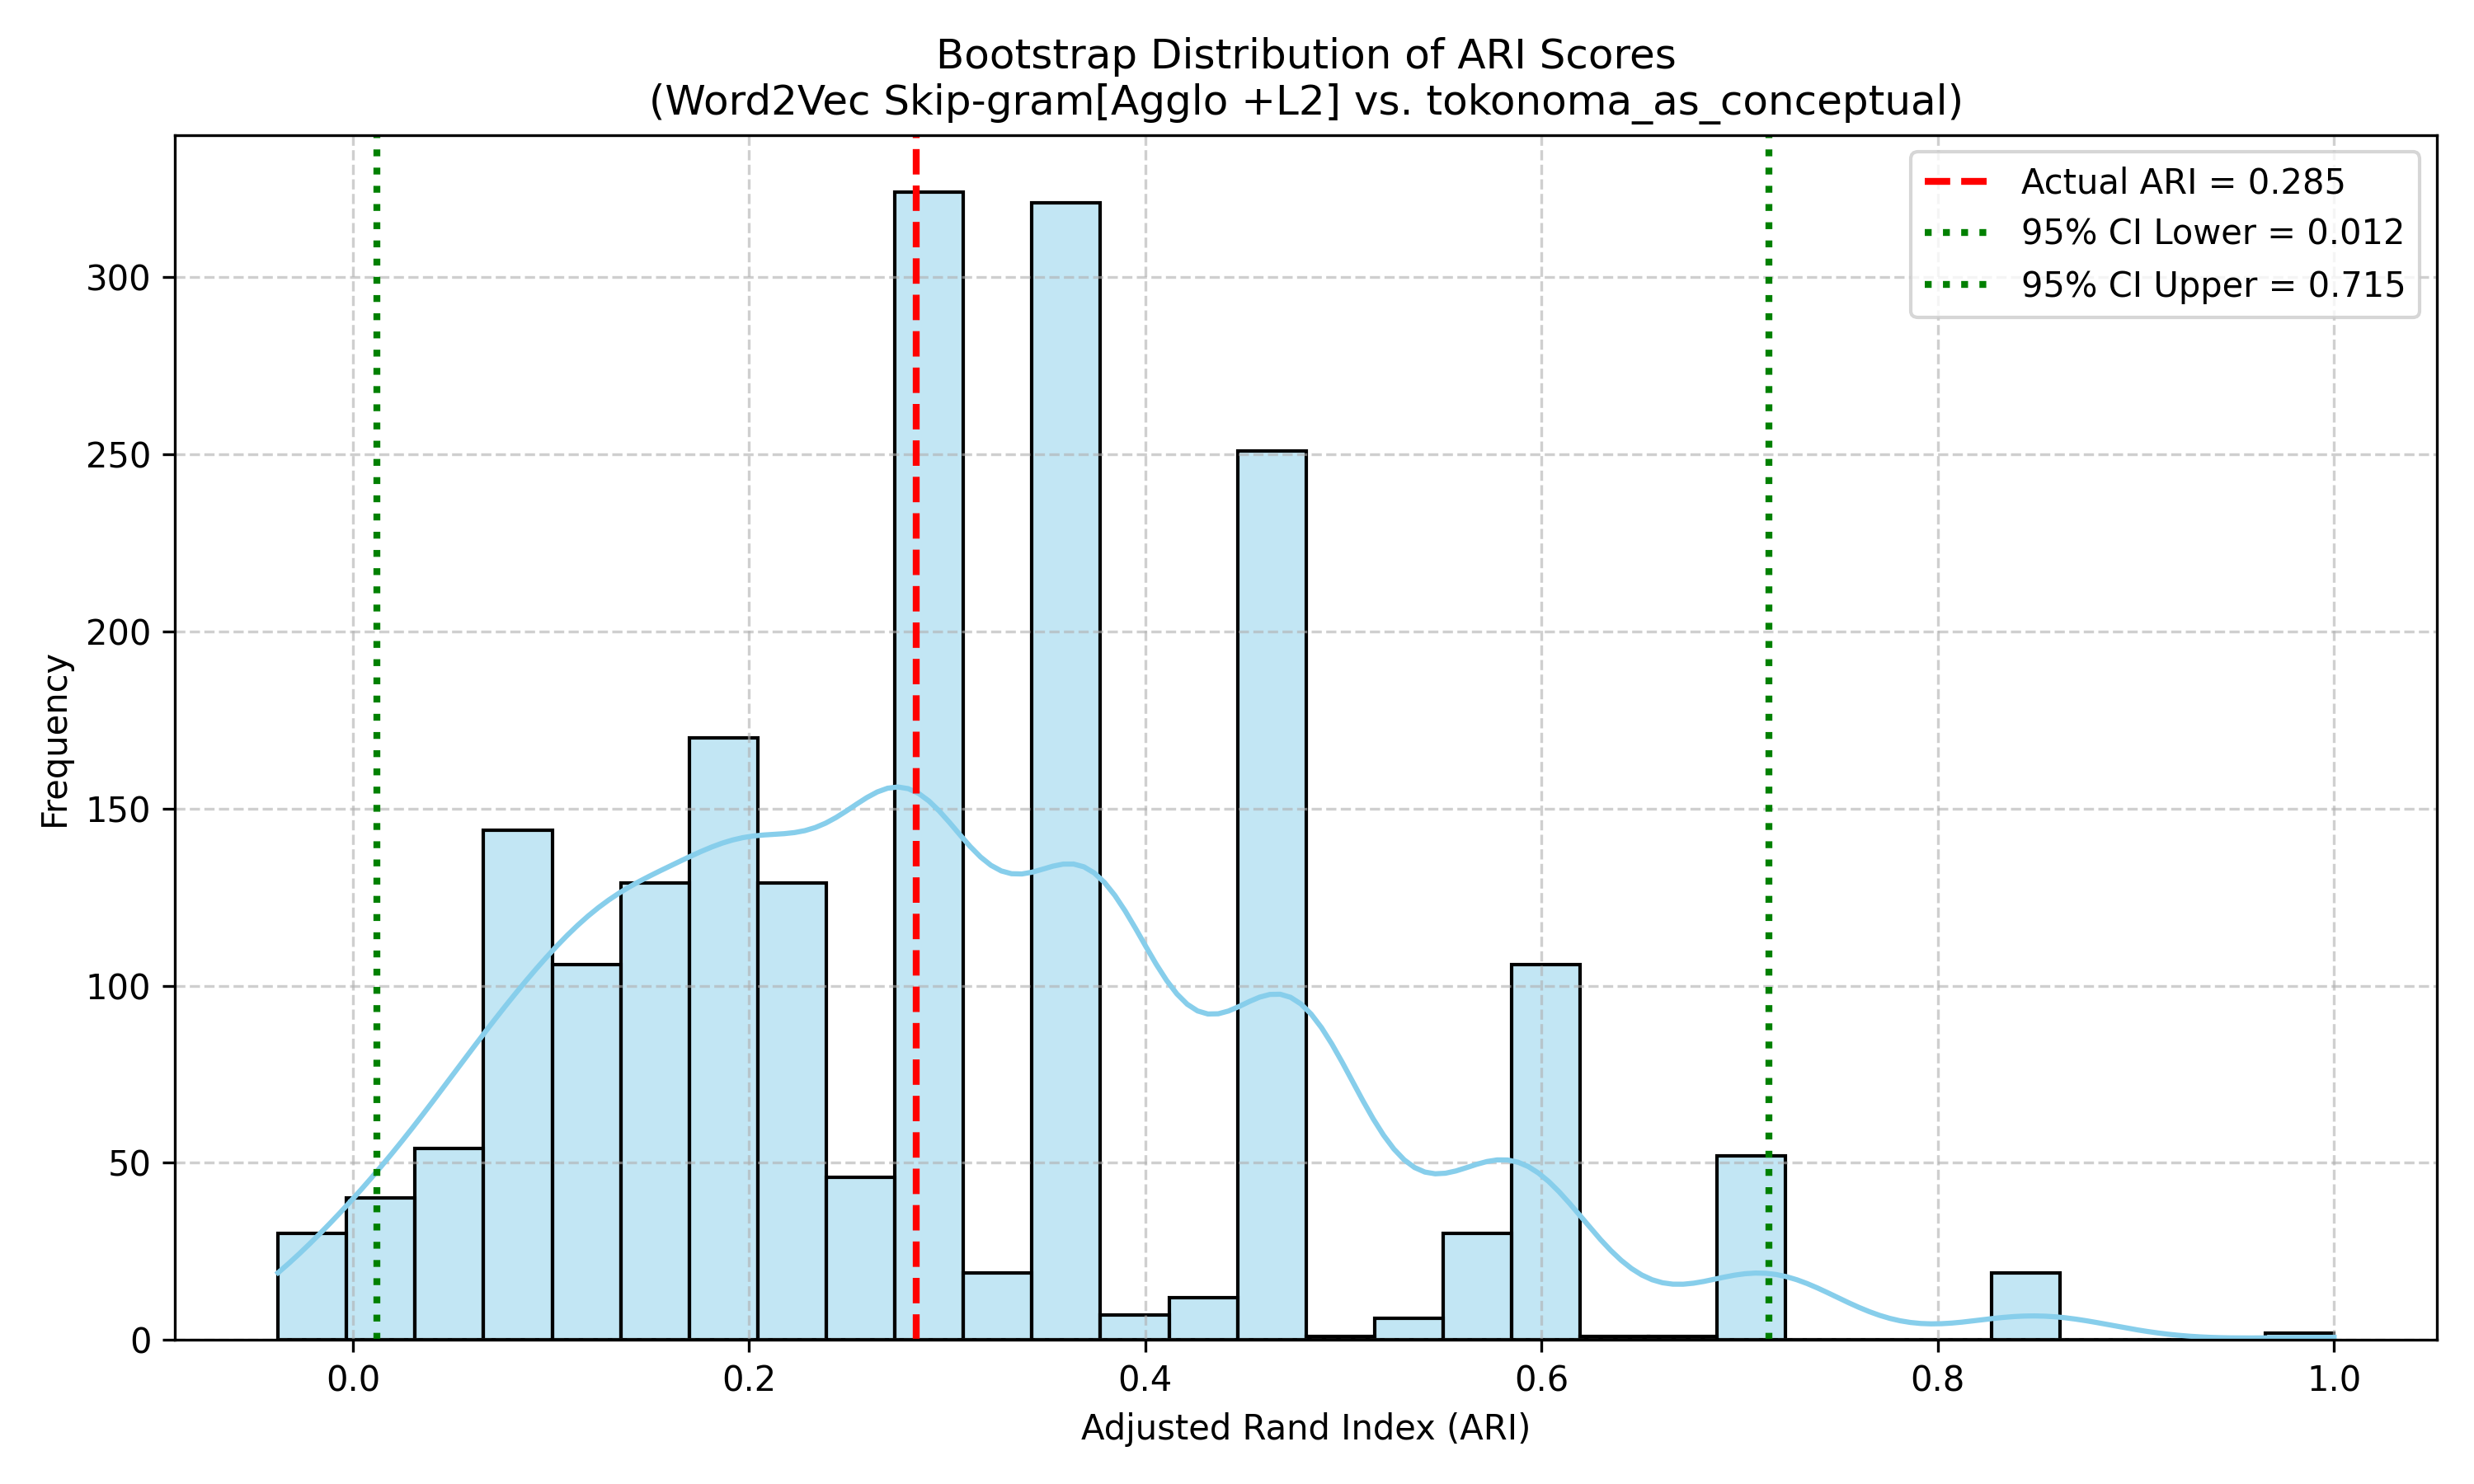 Bootstrap Distribution of ARI Scores
(Word2Vec Skip-gram[Agglo +L2] vs. tokonoma_as_conceptual)
Actual ARI = 0.285
95% CI Lower = 0.012
95% CI Upper = 0.715
Frequency
300
250
200
150
100
50
0
0.0 0.2 0.4 0.6 0.8 1.0
Adjusted Rand Index (ARI)